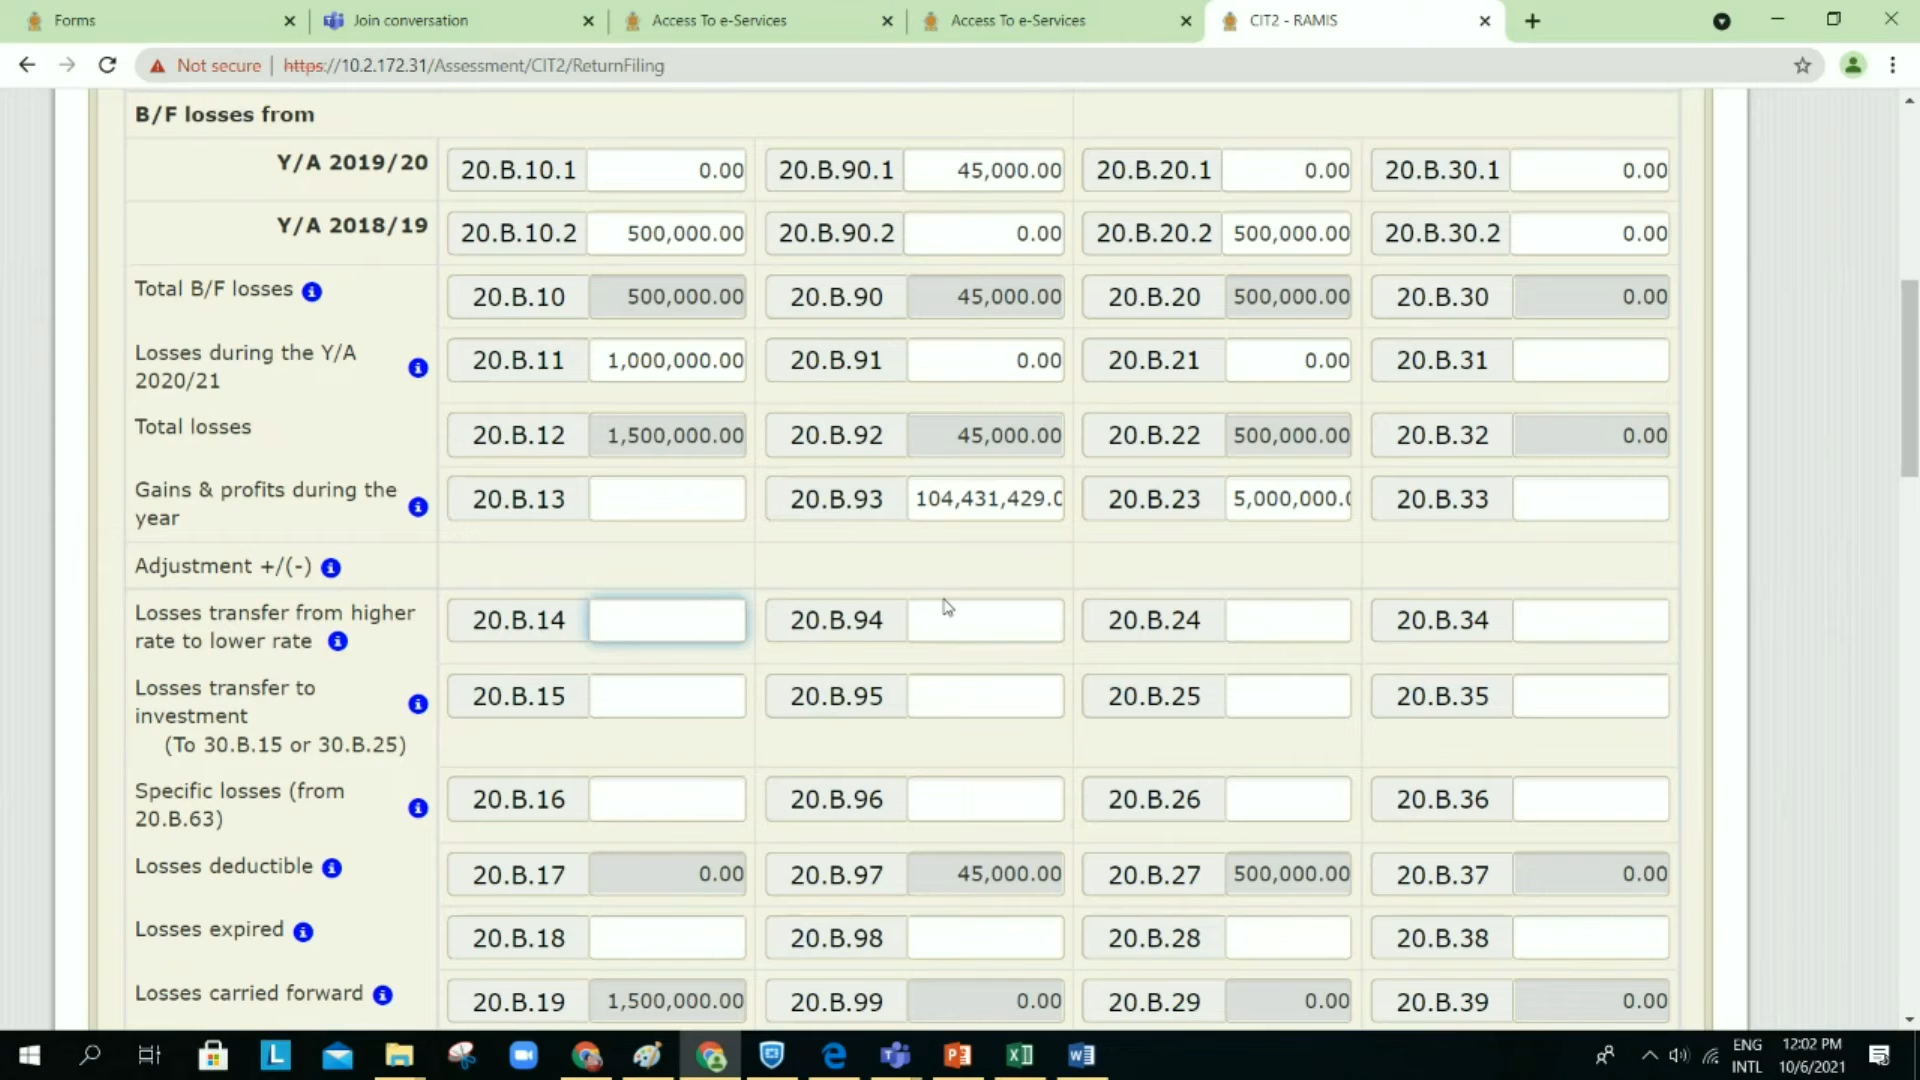 Forms
Join conversation
Access To e-Services
Access To e-Services
CIT2 - RAMIS
Not secure
https://10.2.172.31/Assessment/CIT2/ReturnFiling
B/F losses from
Y/A 2019/20 20.B.10.1 0.00 20.B.90.1 45,000.00 20.B.20.1 0.00 20.B.30.1 0.00
Y/A 2018/19 20.B.10.2 500,000.00 20.B.90.2 0.00 20.B.20.2 500,000.00 20.B.30.2 0.00
Total B/F losses 20.B.10 500,000.00 20.B.90 45,000.00 20.B.20 500,000.00 20.B.30 0.00
Losses during the Y/A
2020/21
20.B.11 1,000,000.00 20.B.91 0.00 20.B.21 0.00 20.B.31
Total losses 20.B.12 1,500,000.00 20.B.92 45,000.00 20.B.22 500,000.00 20.B.32 0.00
Gains & profits during the
year
20.B.13 20.B.93 104,431,429.0 20.B.23 5,000,000.0 20.B.33
Adjustment +/(-)
Losses transfer from higher
rate to lower rate
20.B.14 20.B.94 20.B.24 20.B.34
Losses transfer to
investment
(To 30.B.15 or 30.B.25)
20.B.15 20.B.95 20.B.25 20.B.35
Specific losses (from
20.B.63)
20.B.16 20.B.96 20.B.26 20.B.36
Losses deductible 20.B.17 0.00 20.B.97 45,000.00 20.B.27 500,000.00 20.B.37 0.00
Losses expired 20.B.18 20.B.98 20.B.28 20.B.38
Losses carried forward 20.B.19 1,500,000.00 20.B.99 0.00 20.B.29 0.00 20.B.39 0.00
ENG
INTL
12:02 PM
10/6/2021